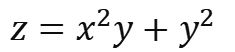 z = x²y + y²